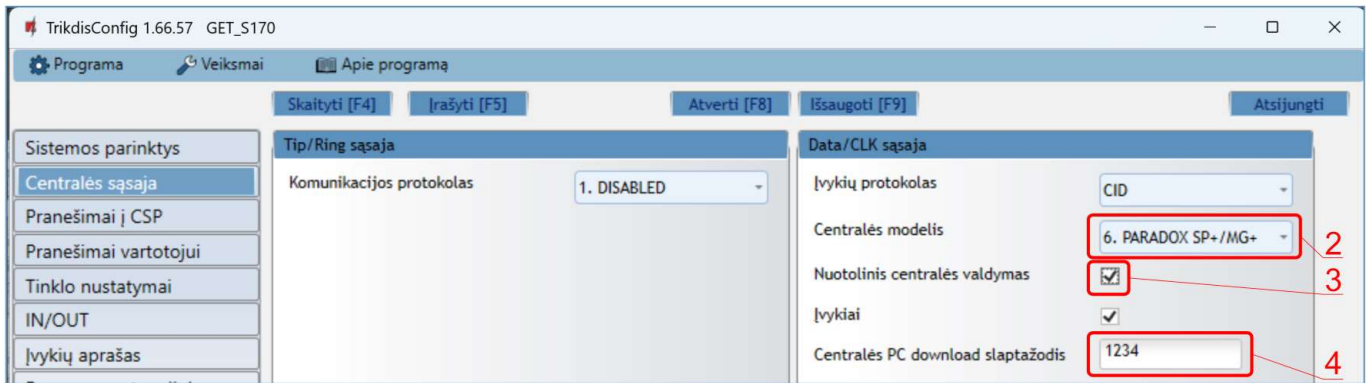 TrikdisConfig 1.66.57 GET_S170
Programa Veiksmai Apie programą
Skaityti [F4] Įrašyti [F5] Atverti [F8] Išsaugoti [F9] Atsijungti
Sistemos parinktys
Centralės sąsaja
Pranešimai į CSP
Pranešimai vartotojui
Tinklo nustatymai
IN/OUT
Įvykių aprašas
Tip/Ring sąsaja
Komunikacijos protokolas 1. DISABLED
Data/CLK sąsaja
Įvykių protokolas CID
Centralės modelis 6. PARADOX SP+/MG+ 2
Nuotolinis centralės valdymas 3
Įvykiai
Centralės PC download slaptažodis 1234 4